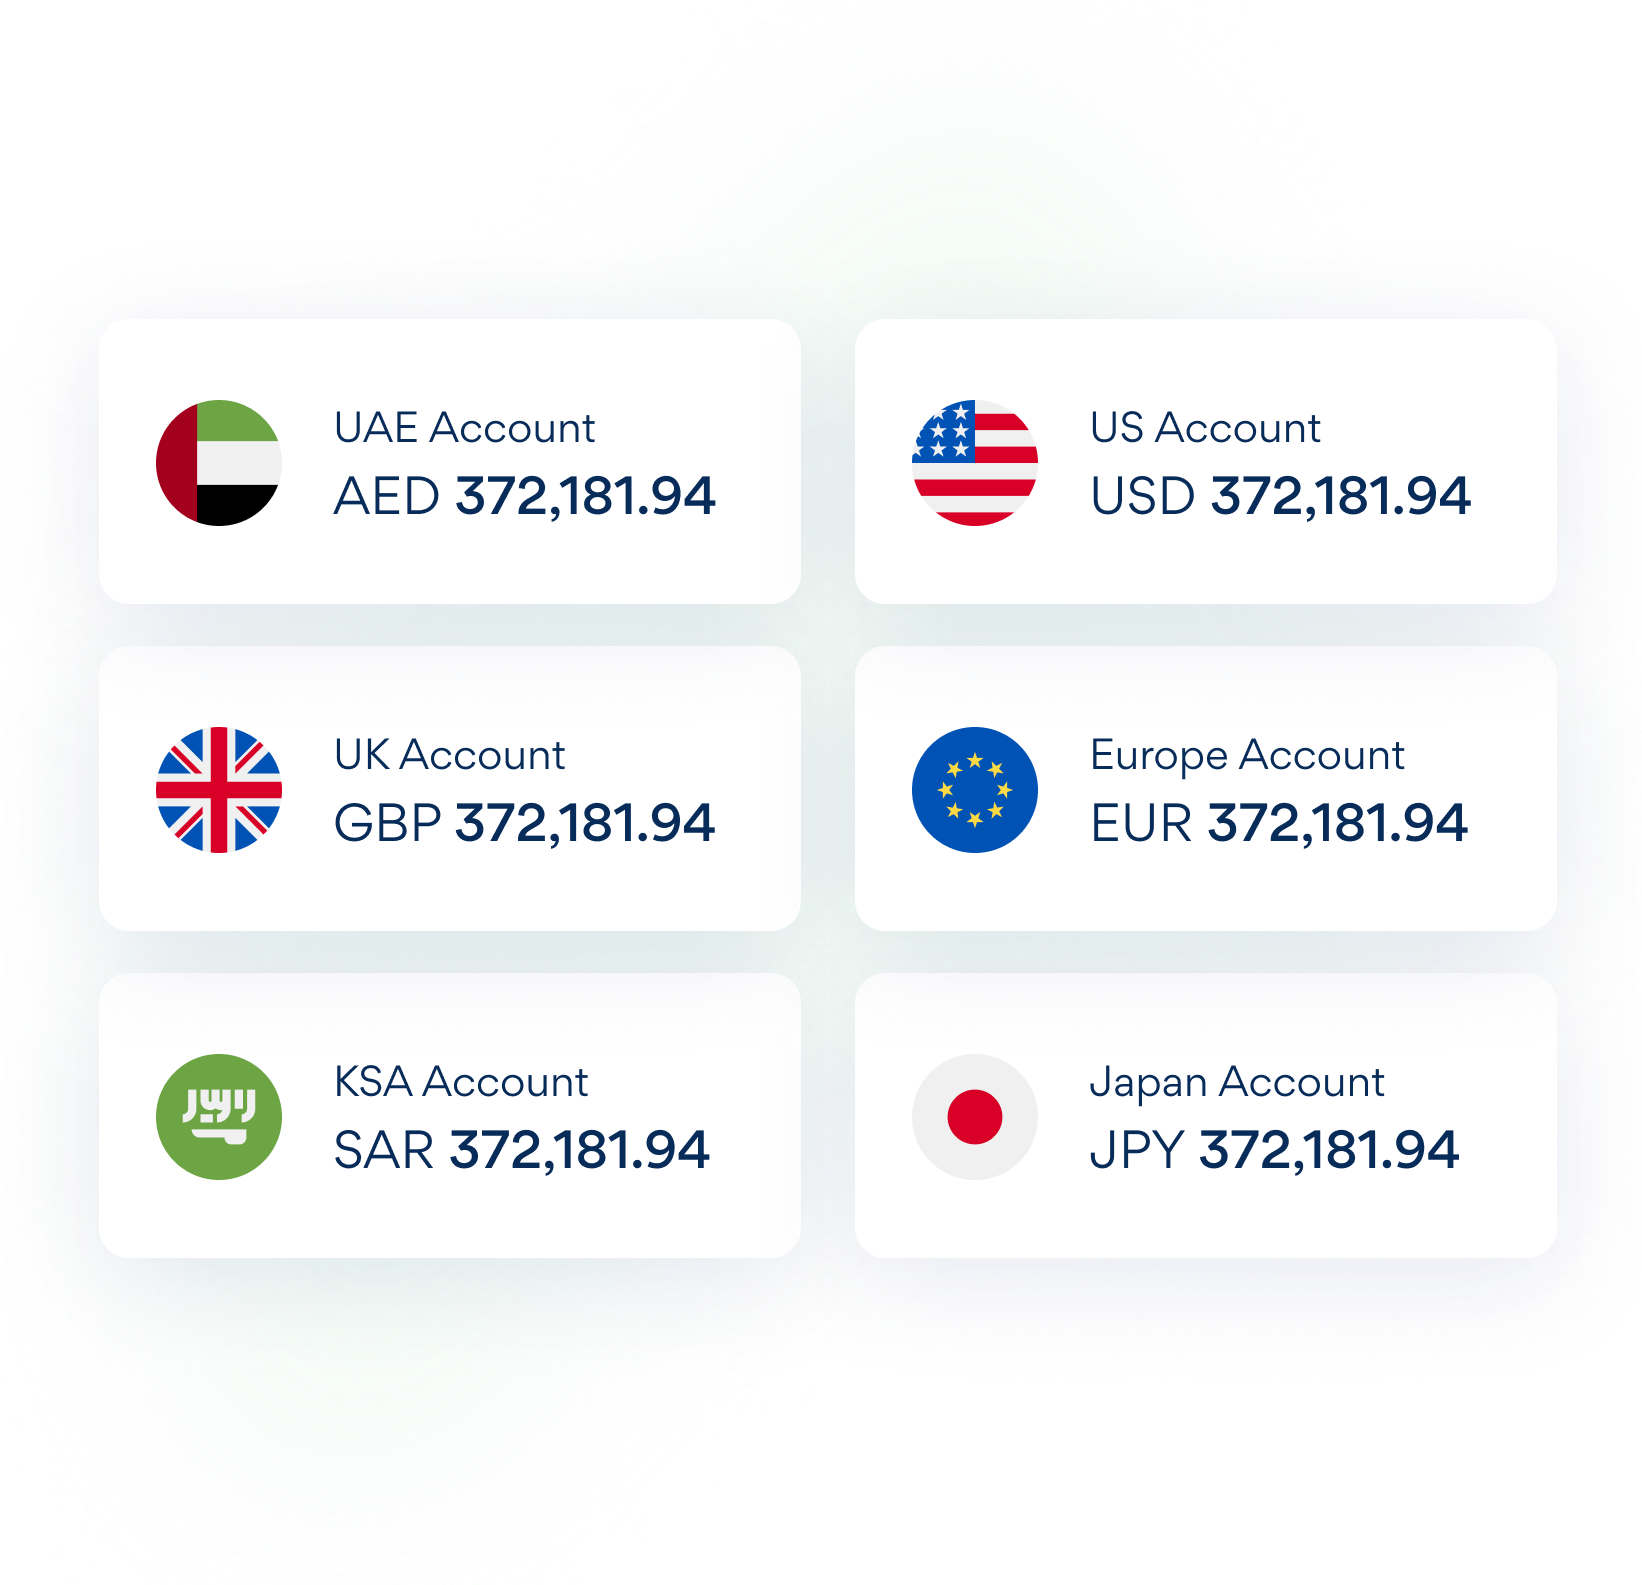 UAE Account
AED 372,181.94
US Account
USD 372,181.94
UK Account
GBP 372,181.94
Europe Account
EUR 372,181.94
KSA Account
SAR 372,181.94
Japan Account
JPY 372,181.94